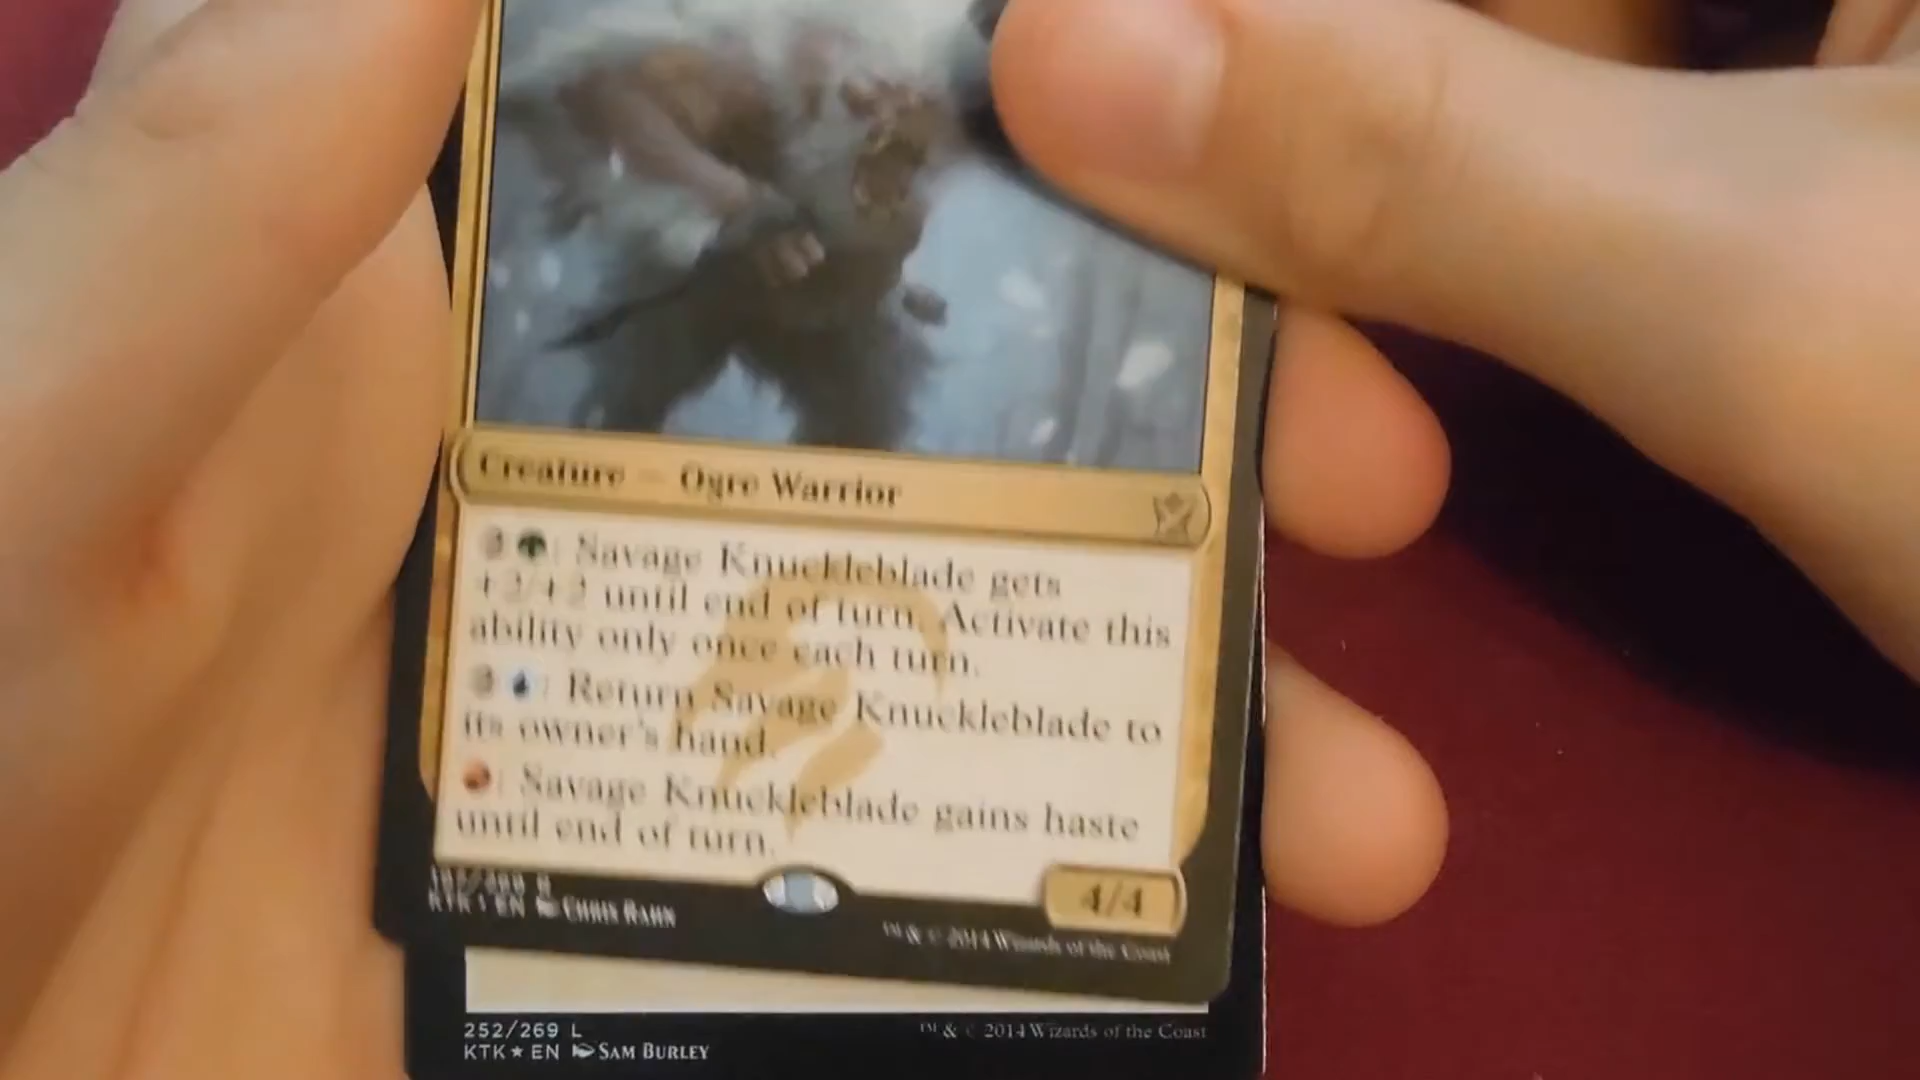 Creature — Ogre Warrior
: Savage Knuckleblade gets
+2/+2 until end of turn. Activate this
ability only once each turn.
: Return Savage Knuckleblade to
its owner's hand.
: Savage Knuckleblade gains haste
until end of turn.
4/4
KTK • EN CHRIS RAHN
™ & © 2014 Wizards of the Coast
252/269 L
™ & © 2014 Wizards of the Coast
KTK★EN SAM BURLEY